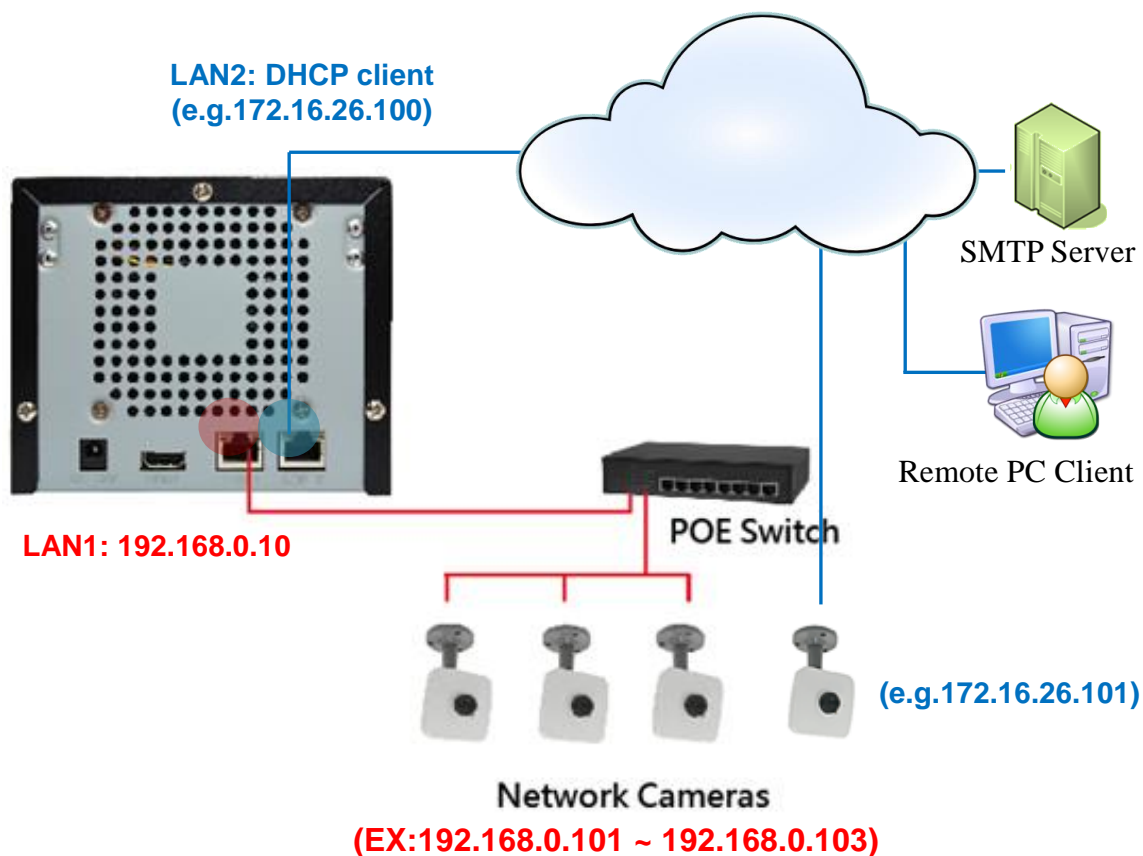 LAN2: DHCP client
(e.g.172.16.26.100)
SMTP Server
Remote PC Client
POE Switch
LAN1: 192.168.0.10
(e.g.172.16.26.101)
Network Cameras
(EX:192.168.0.101 ~ 192.168.0.103)